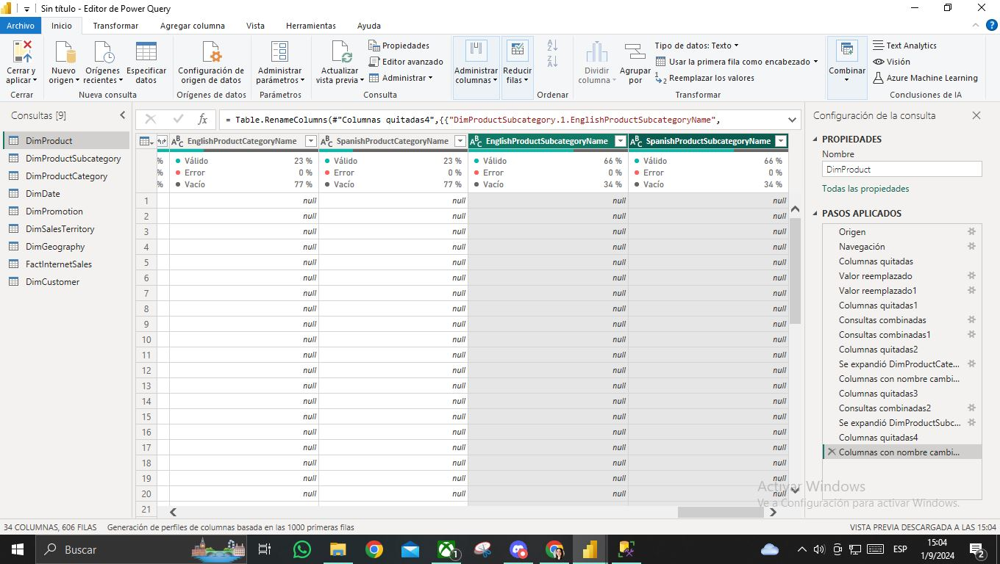 Sin título - Editor de Power Query
Archivo Inicio Transformar Agregar columna Vista Herramientas Ayuda
Cerrar y aplicar
Cerrar
Nuevo origen
Orígenes recientes
Especificar datos
Nueva consulta
Configuración de origen de datos
Orígenes de datos
Administrar parámetros
Parámetros
Actualizar vista previa
Propiedades
Editor avanzado
Administrar
Consulta
Administrar columnas
Reducir filas
Ordenar
Dividir columna
Agrupar por
Tipo de datos: Texto
Usar la primera fila como encabezado
Reemplazar los valores
Transformar
Combinar
Text Analytics
Visión
Azure Machine Learning
Conclusiones de IA
Consultas [9]
DimProduct
DimProductSubcategory
DimProductCategory
DimDate
DimPromotion
DimSalesTerritory
DimGeography
FactInternetSales
DimCustomer
= Table.RenameColumns(#"Columnas quitadas4",{{"DimProductSubcategory.1.EnglishProductSubcategoryName",
EnglishProductCategoryName SpanishProductCategoryName EnglishProductSubcategoryName SpanishProductSubcategoryName
% Válido 23 % Válido 23 % Válido 66 % Válido 66 %
% Error 0 % Error 0 % Error 0 % Error 0 %
% Vacío 77 % Vacío 77 % Vacío 34 % Vacío 34 %
1 null null null null
2 null null null null
3 null null null null
4 null null null null
5 null null null null
6 null null null null
7 null null null null
8 null null null null
9 null null null null
10 null null null null
11 null null null null
12 null null null null
13 null null null null
14 null null null null
15 null null null null
16 null null null null
17 null null null null
18 null null null null
19 null null null null
20 null null null null
21
Configuración de la consulta
PROPIEDADES
Nombre
DimProduct
Todas las propiedades
PASOS APLICADOS
Origen
Navegación
Columnas quitadas
Valor reemplazado
Valor reemplazado1
Columnas quitadas1
Consultas combinadas
Consultas combinadas1
Columnas quitadas2
Se expandió DimProductCate...
Columnas con nombre cambi...
Columnas quitadas3
Consultas combinadas2
Se expandió DimProductSubc...
Columnas quitadas4
Columnas con nombre cambi...
Activar Windows
Ve a Configuración para activar Windows.
34 COLUMNAS, 606 FILAS Generación de perfiles de columnas basada en las 1000 primeras filas
VISTA PREVIA DESCARGADA A LAS 15:04
Buscar
1
ESP
15:04
1/9/2024
2